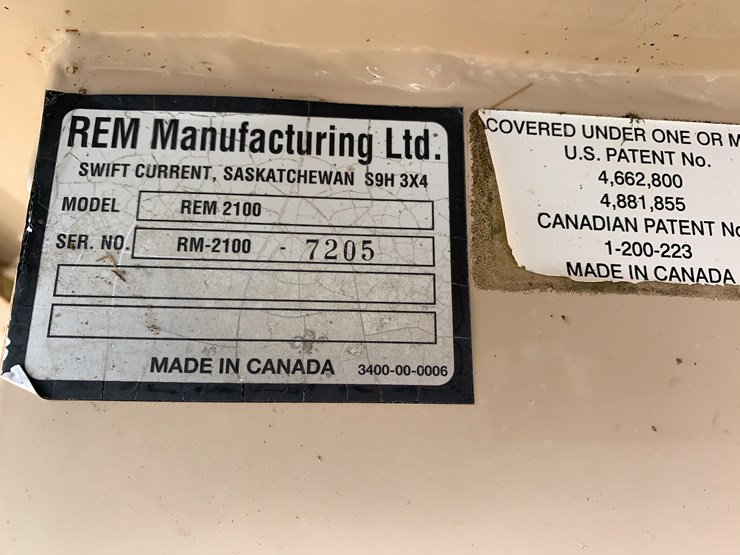 REM Manufacturing Ltd.
SWIFT CURRENT, SASKATCHEWAN S9H 3X4
MODEL REM 2100
SER. NO. RM-2100 - 7205
MADE IN CANADA 3400-00-0006
COVERED UNDER ONE OR
U.S. PATENT No.
4,662,800
4,881,855
CANADIAN PATENT
1-200-223
MADE IN CANADA